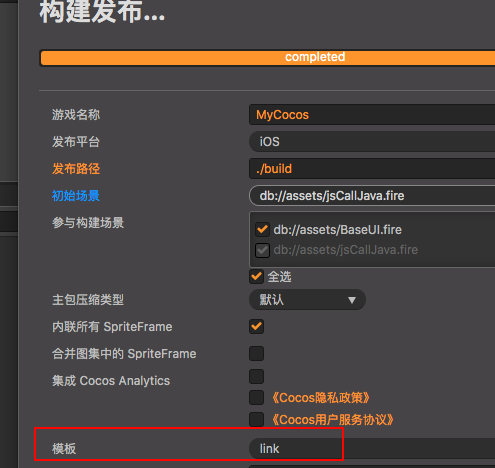 构建发布...
completed
游戏名称 MyCocos
发布平台 iOS
发布路径 ./build
初始场景 db://assets/jsCallJava.fire
参与构建场景 db://assets/BaseUI.fire
db://assets/jsCallJava.fire
全选
主包压缩类型 默认
内联所有 SpriteFrame
合并图集中的 SpriteFrame
集成 Cocos Analytics
《Cocos隐私政策》
《Cocos用户服务协议》
模板 link